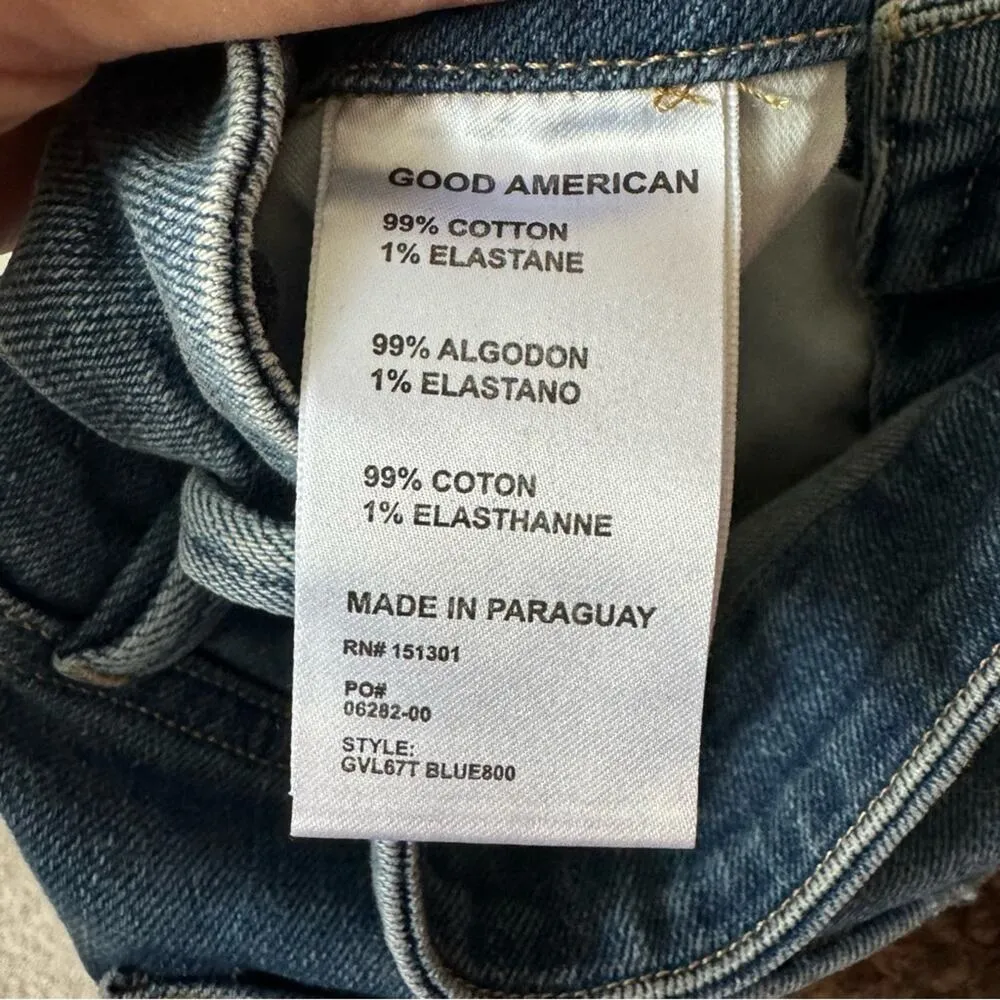 GOOD AMERICAN
99% COTTON
1% ELASTANE
99% ALGODON
1% ELASTANO
99% COTON
1% ELASTHANNE
MADE IN PARAGUAY
RN# 151301
PO#
06282-00
STYLE:
GVL67T BLUE800